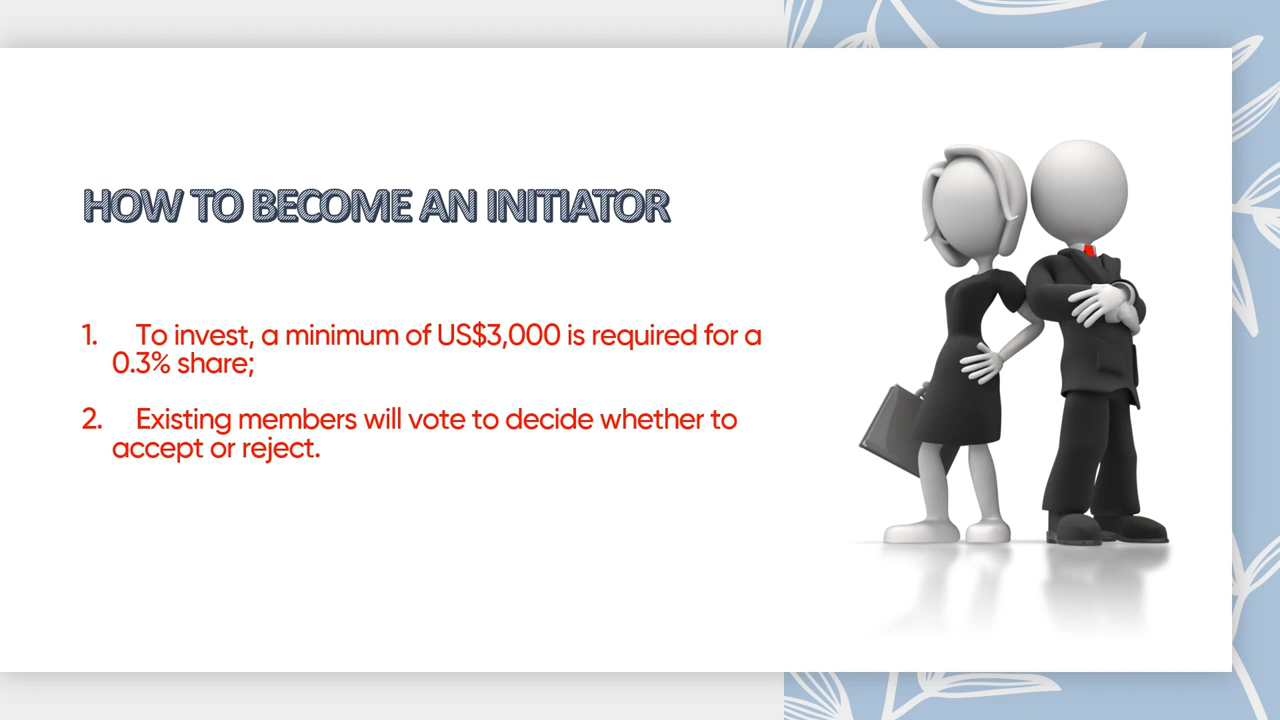 HOW TO BECOME AN INITIATOR
1. To invest, a minimum of US$3,000 is required for a
0.3% share;
2. Existing members will vote to decide whether to
accept or reject.